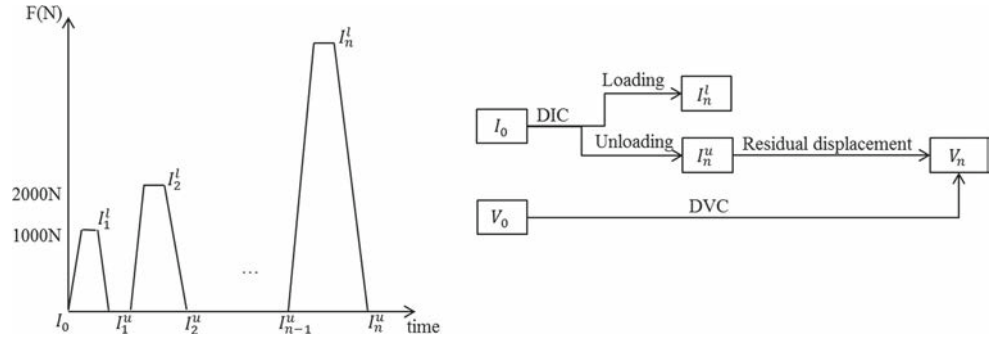 F(N)
2000N
1000N
I_1^l
I_2^l
I_n^l
...
I_0
I_1^u
I_2^u
I_{n-1}^u
I_n^u
time
I_0
DIC
Loading
I_n^l
Unloading
I_n^u
Residual displacement
V_n
V_0
DVC